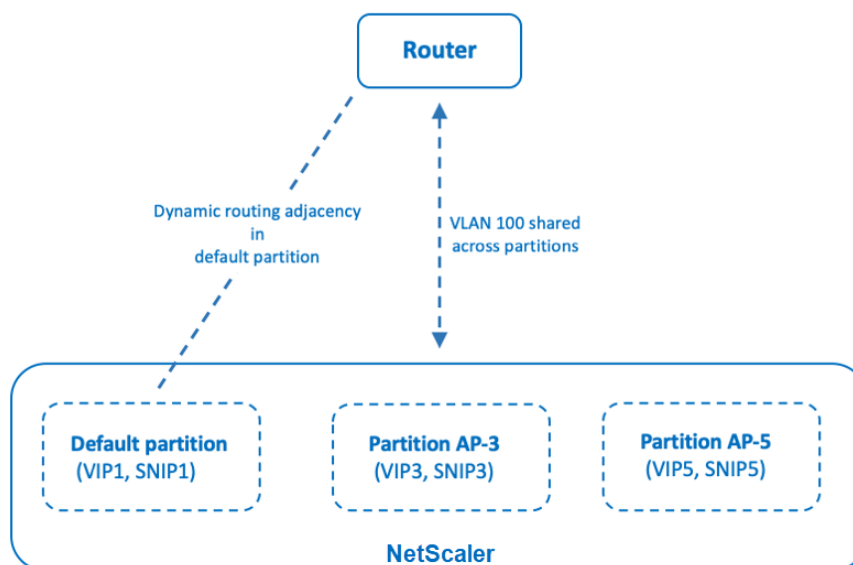 Router
Dynamic routing adjacency
in
default partition
VLAN 100 shared
across partitions
Default partition
(VIP1, SNIP1)
Partition AP-3
(VIP3, SNIP3)
Partition AP-5
(VIP5, SNIP5)
NetScaler